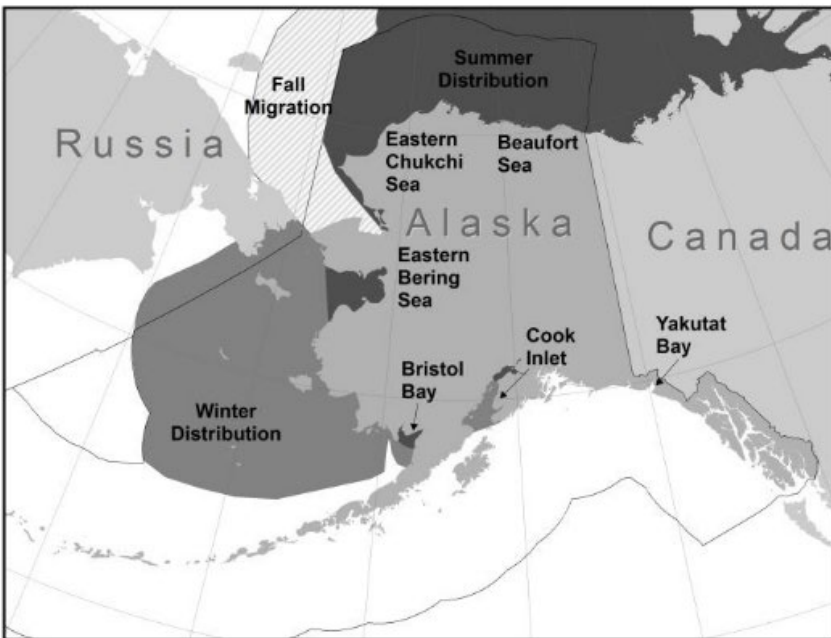 Summer
Distribution
Fall
Migration
Russia
Eastern
Chukchi
Sea
Beaufort
Sea
Alaska
Canada
Eastern
Bering
Sea
Cook
Inlet
Yakutat
Bay
Bristol
Bay
Winter
Distribution